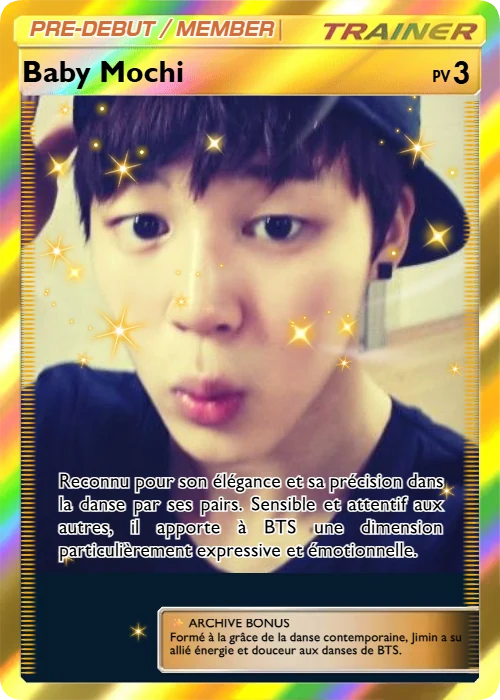 PRE-DEBUT / MEMBER TRAINER
Baby Mochi PV 3
Reconnu pour son élégance et sa précision dans
la danse par ses pairs. Sensible et attentif aux
autres, il apporte à BTS une dimension
particulièrement expressive et émotionnelle.
ARCHIVE BONUS
Formé à la grâce de la danse contemporaine, Jimin a su
allié énergie et douceur aux danses de BTS.